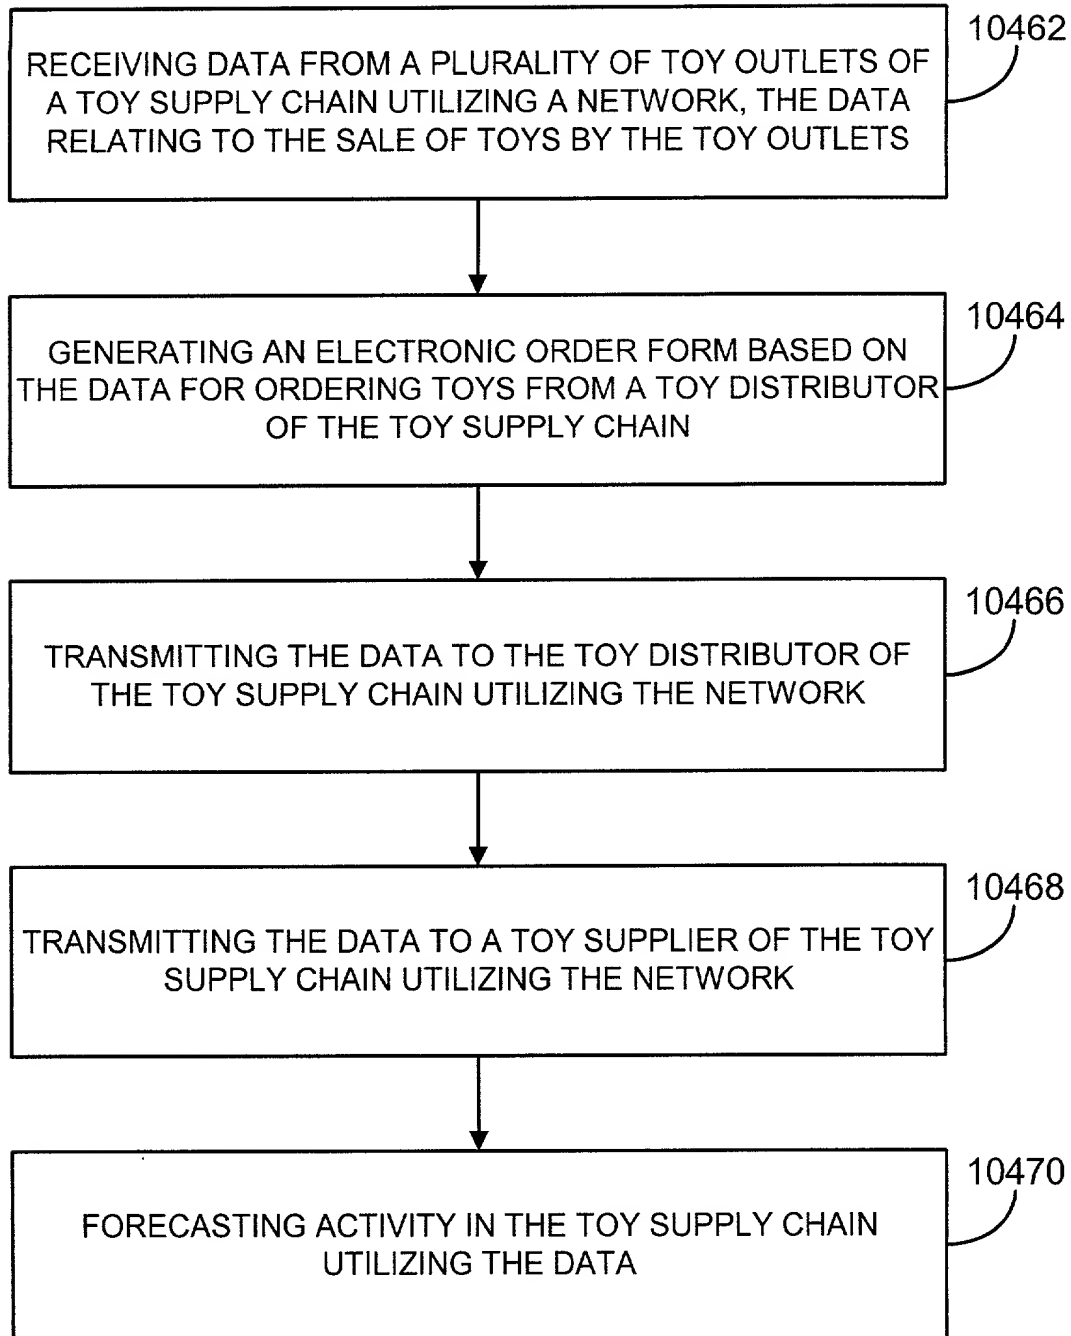 10462
RECEIVING DATA FROM A PLURALITY OF TOY OUTLETS OF
A TOY SUPPLY CHAIN UTILIZING A NETWORK, THE DATA
RELATING TO THE SALE OF TOYS BY THE TOY OUTLETS
10464
GENERATING AN ELECTRONIC ORDER FORM BASED ON
THE DATA FOR ORDERING TOYS FROM A TOY DISTRIBUTOR
OF THE TOY SUPPLY CHAIN
10466
TRANSMITTING THE DATA TO THE TOY DISTRIBUTOR OF
THE TOY SUPPLY CHAIN UTILIZING THE NETWORK
10468
TRANSMITTING THE DATA TO A TOY SUPPLIER OF THE TOY
SUPPLY CHAIN UTILIZING THE NETWORK
10470
FORECASTING ACTIVITY IN THE TOY SUPPLY CHAIN
UTILIZING THE DATA